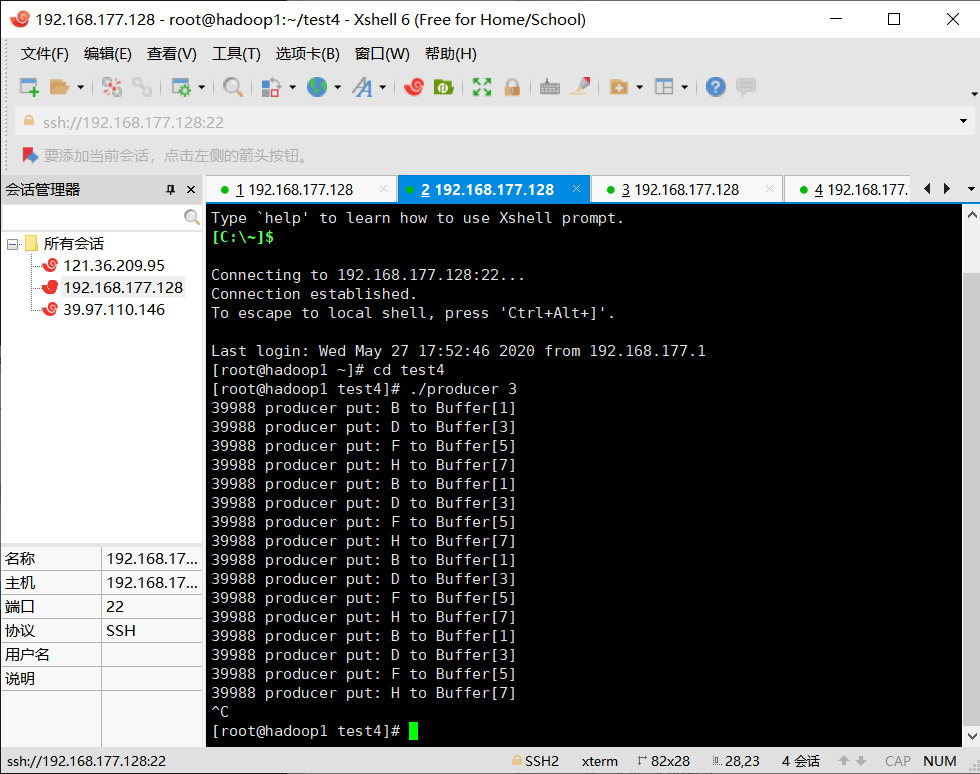 192.168.177.128 - root@hadoop1:~/test4 - Xshell 6 (Free for Home/School)
文件(F) 编辑(E) 查看(V) 工具(T) 选项卡(B) 窗口(W) 帮助(H)
ssh://192.168.177.128:22
要添加当前会话，点击左侧的箭头按钮。
会话管理器
所有会话
121.36.209.95
192.168.177.128
39.97.110.146
名称 192.168.17...
主机 192.168.17...
端口 22
协议 SSH
用户名
说明
1 192.168.177.128 2 192.168.177.128 3 192.168.177.128 4 192.168.177.
Type `help' to learn how to use Xshell prompt.
[C:\~]$
Connecting to 192.168.177.128:22...
Connection established.
To escape to local shell, press 'Ctrl+Alt+]'.
Last login: Wed May 27 17:52:46 2020 from 192.168.177.1
[root@hadoop1 ~]# cd test4
[root@hadoop1 test4]# ./producer 3
39988 producer put: B to Buffer[1]
39988 producer put: D to Buffer[3]
39988 producer put: F to Buffer[5]
39988 producer put: H to Buffer[7]
39988 producer put: B to Buffer[1]
39988 producer put: D to Buffer[3]
39988 producer put: F to Buffer[5]
39988 producer put: H to Buffer[7]
39988 producer put: B to Buffer[1]
39988 producer put: D to Buffer[3]
39988 producer put: F to Buffer[5]
39988 producer put: H to Buffer[7]
39988 producer put: B to Buffer[1]
39988 producer put: D to Buffer[3]
39988 producer put: F to Buffer[5]
39988 producer put: H to Buffer[7]
^C
[root@hadoop1 test4]#
ssh://192.168.177.128:22 SSH2 xterm 82x28 28,23 4 会话 CAP NUM